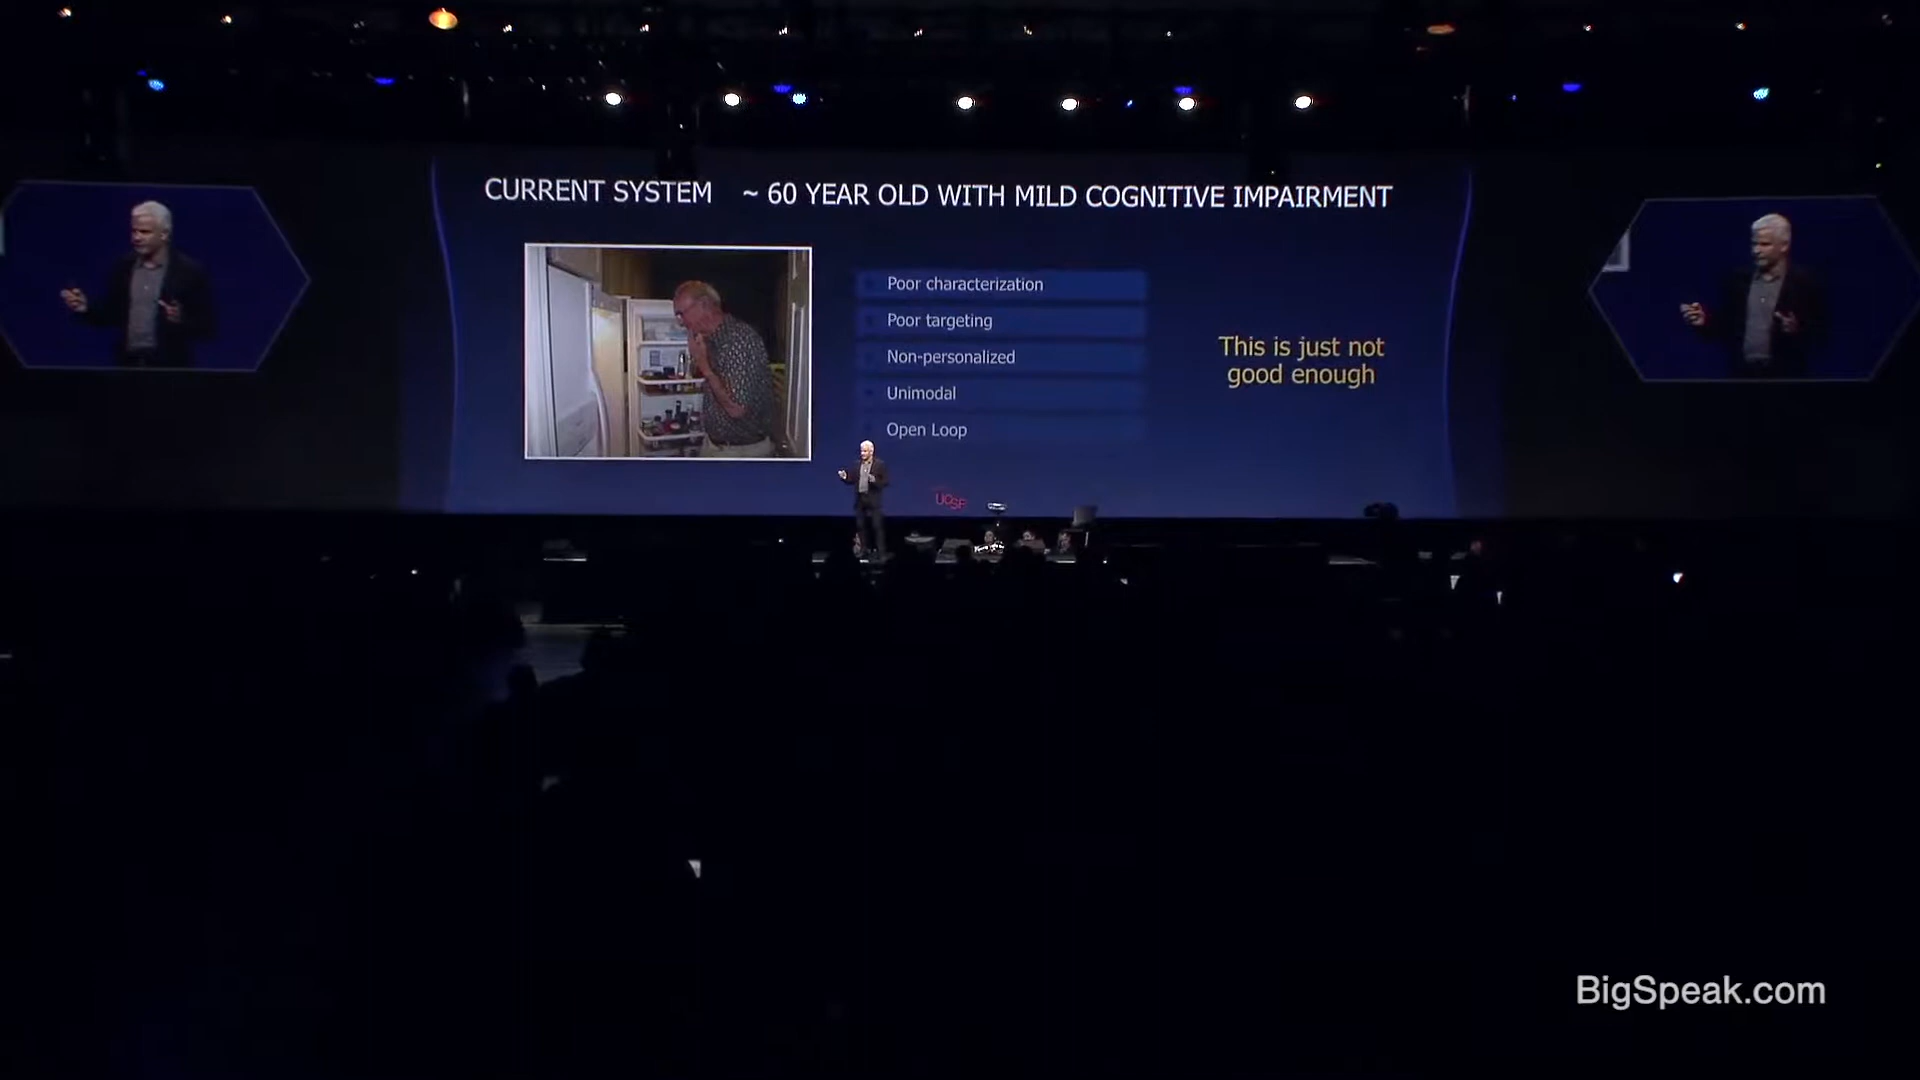 CURRENT SYSTEM ~ 60 YEAR OLD WITH MILD COGNITIVE IMPAIRMENT
Poor characterization
Poor targeting
Non-personalized
Unimodal
Open Loop
This is just not
good enough
UCSF
BigSpeak.com